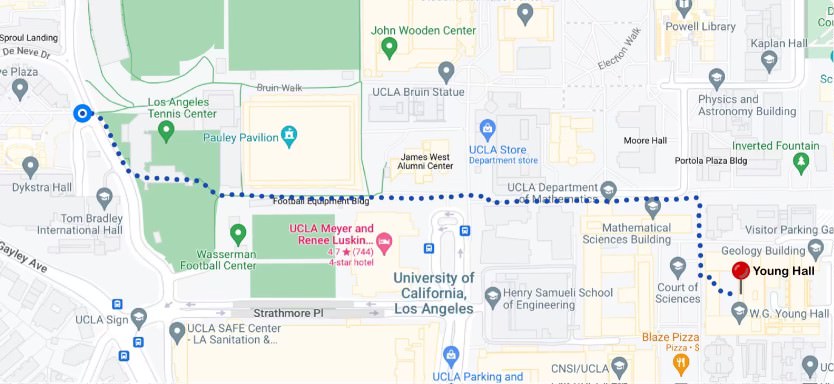 Sproul Landing
De Neve Dr
ve Plaza
John Wooden Center
Powell Library
Kaplan Hall
Elechon Walk
Bruin Walk
UCLA Bruin Statue
Los Angeles
Tennis Center
Pauley Pavilion
Physics and
Astronomy Building
UCLA Store
Department store
Moore Hall
Inverted Fountain
Portola Plaza Bldg
James West
Alumni Center
Dykstra Hall
UCLA Department
of Mathematics
Football Equipment Bldg
Tom Bradley
International Hall
Gayley Ave
Wasserman
Football Center
UCLA Meyer and
Renee Luskin...
4.7 ★ (744)
4-star hotel
Mathematical
Sciences Building
Visitor Parking Ga
Geology Building
Young Hall
University of
California,
Los Angeles
Court of
Sciences
Henry Samueli School
of Engineering
W.G. Young Hall
Strathmore Pl
UCLA Sign
UCLA SAFE Center
- LA Sanitation &...
Blaze Pizza
Pizza • $
CNSI/UCLA
UCLA Parking and